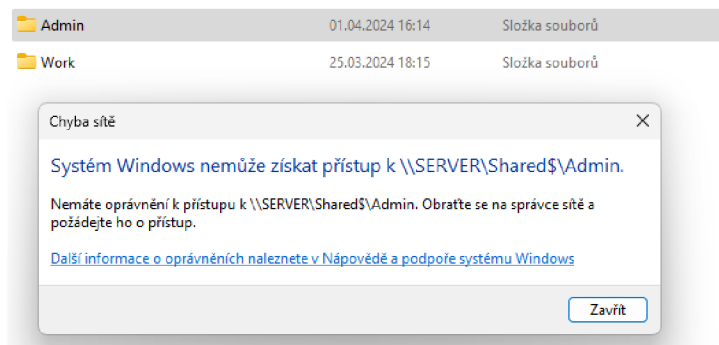 Admin 01.04.2024 16:14 Složka souborů
Work 25.03.2024 18:15 Složka souborů
Chyba sítě
Systém Windows nemůže získat přístup k \\SERVER\Shared$\Admin.
Nemáte oprávnění k přístupu k \\SERVER\Shared$\Admin. Obraťte se na správce sítě a
požádejte ho o přístup.
Další informace o oprávněních naleznete v Nápovědě a podpoře systému Windows
Zavřít